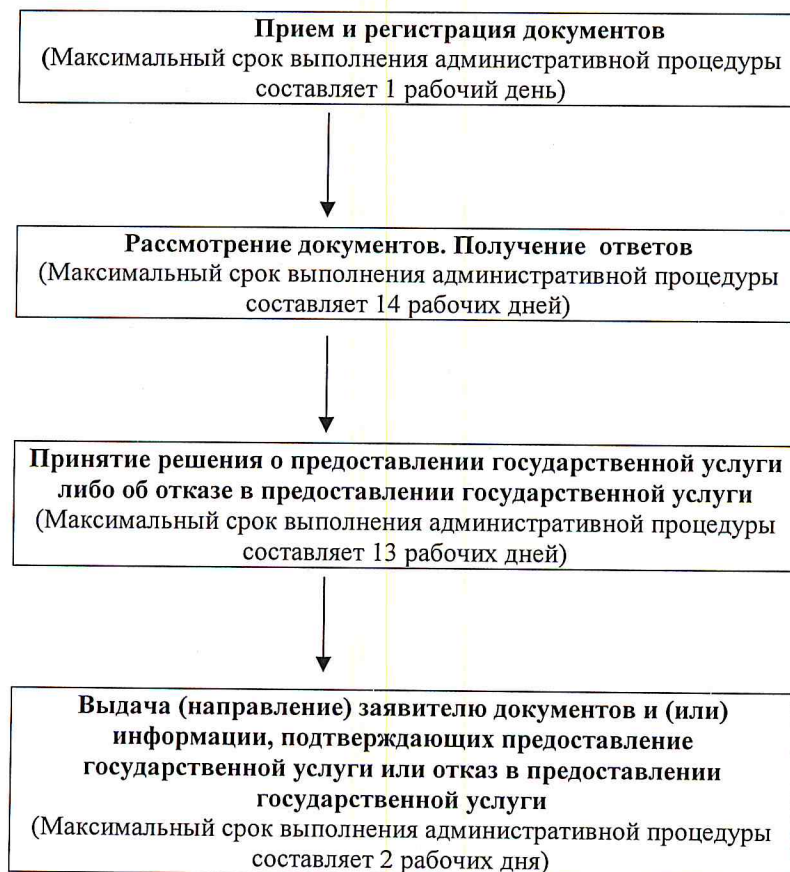 Прием и регистрация документов
(Максимальный срок выполнения административной процедуры
составляет 1 рабочий день)
Рассмотрение документов. Получение ответов
(Максимальный срок выполнения административной процедуры
составляет 14 рабочих дней)
Принятие решения о предоставлении государственной услуги
либо об отказе в предоставлении государственной услуги
(Максимальный срок выполнения административной процедуры
составляет 13 рабочих дней)
Выдача (направление) заявителю документов и (или)
информации, подтверждающих предоставление
государственной услуги или отказ в предоставлении
государственной услуги
(Максимальный срок выполнения административной процедуры
составляет 2 рабочих дня)